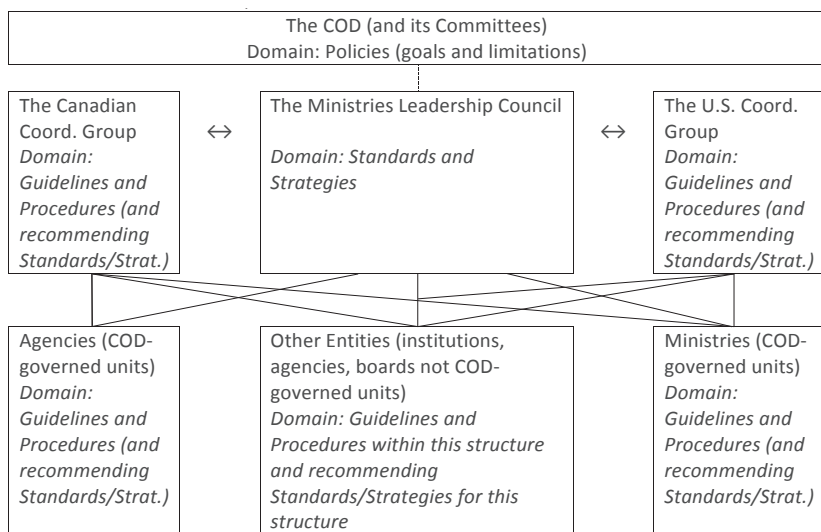 The COD (and its Committees)
Domain: Policies (goals and limitations)
The Canadian
Coord. Group
Domain:
Guidelines and
Procedures (and
recommending
Standards/Strat.)
↔
The Ministries Leadership Council
Domain: Standards and
Strategies
↔
The U.S. Coord.
Group
Domain:
Guidelines and
Procedures (and
recommending
Standards/Strat.)
Agencies (COD-
governed units)
Domain:
Guidelines and
Procedures (and
recommending
Standards/Strat.)
Other Entities (institutions,
agencies, boards not COD-
governed units)
Domain: Guidelines and
Procedures within this structure
and recommending
Standards/Strategies for this
structure
Ministries (COD-
governed units)
Domain:
Guidelines and
Procedures (and
recommending
Standards/Strat.)